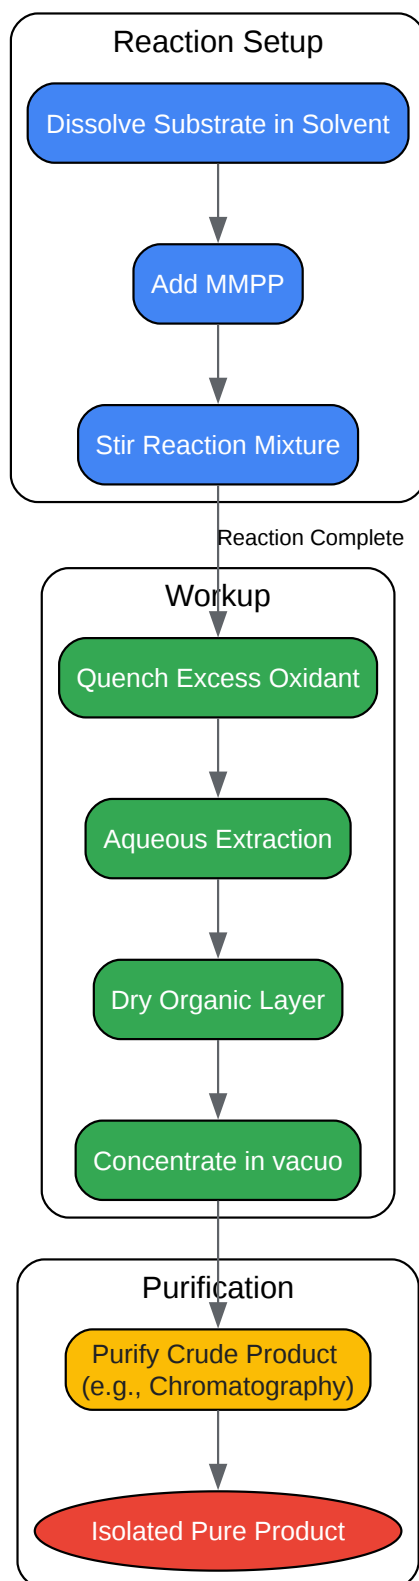 Reaction Setup
Dissolve Substrate in Solvent
Add MMPP
Stir Reaction Mixture
Reaction Complete
Workup
Quench Excess Oxidant
Aqueous Extraction
Dry Organic Layer
Concentrate in vacuo
Purification
Purify Crude Product
(e.g., Chromatography)
Isolated Pure Product